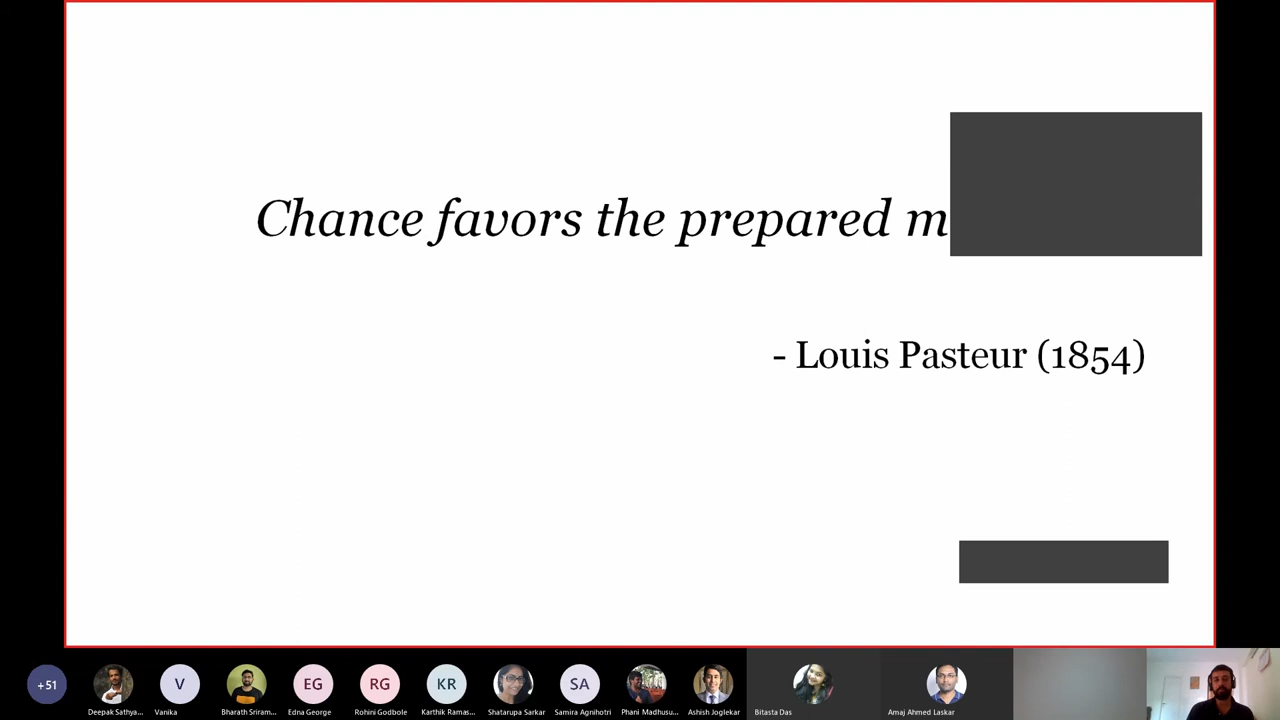 Chance favors the prepared m
- Louis Pasteur (1854)
+51
V
EG
RG
KR
SA
Deepak Sathya...
Vanika
Bharath Sriram...
Edna George
Rohini Godbole
Karthik Ramas...
Shatarupa Sarkar
Samira Agnihotri
Phani Madhusu...
Ashish Joglekar
Bitasta Das
Amaj Ahmed Laskar